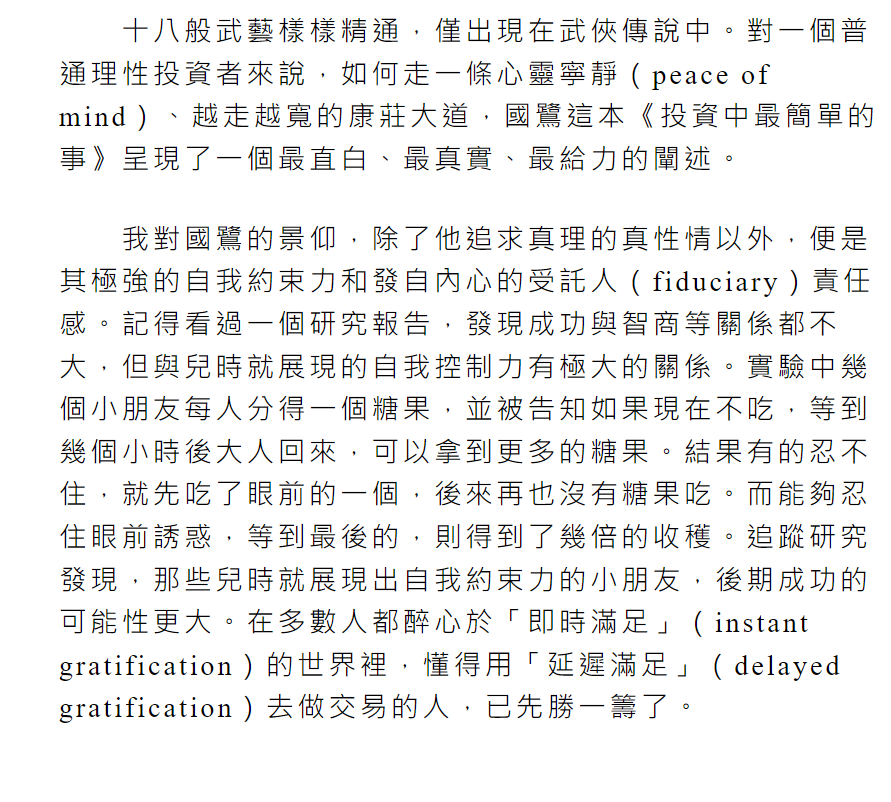 十八般武藝樣樣精通，僅出現在武俠傳說中。對一個普
通理性投資者來說，如何走一條心靈寧靜（peace of
mind）、越走越寬的康莊大道，國鷺這本《投資中最簡單的
事》呈現了一個最直白、最真實、最給力的闡述。
我對國鷺的景仰，除了他追求真理的真性情以外，便是
其極強的自我約束力和發自內心的受託人（fiduciary）責任
感。記得看過一個研究報告，發現成功與智商等關係都不
大，但與兒時就展現的自我控制力有極大的關係。實驗中幾
個小朋友每人分得一個糖果，並被告知如果現在不吃，等到
幾個小時後大人回來，可以拿到更多的糖果。結果有的忍不
住，就先吃了眼前的一個，後來再也沒有糖果吃。而能夠忍
住眼前誘惑，等到最後的，則得到了幾倍的收穫。追蹤研究
發現，那些兒時就展現出自我約束力的小朋友，後期成功的
可能性更大。在多數人都醉心於「即時滿足」（instant
gratification）的世界裡，懂得用「延遲滿足」（delayed
gratification）去做交易的人，已先勝一籌了。